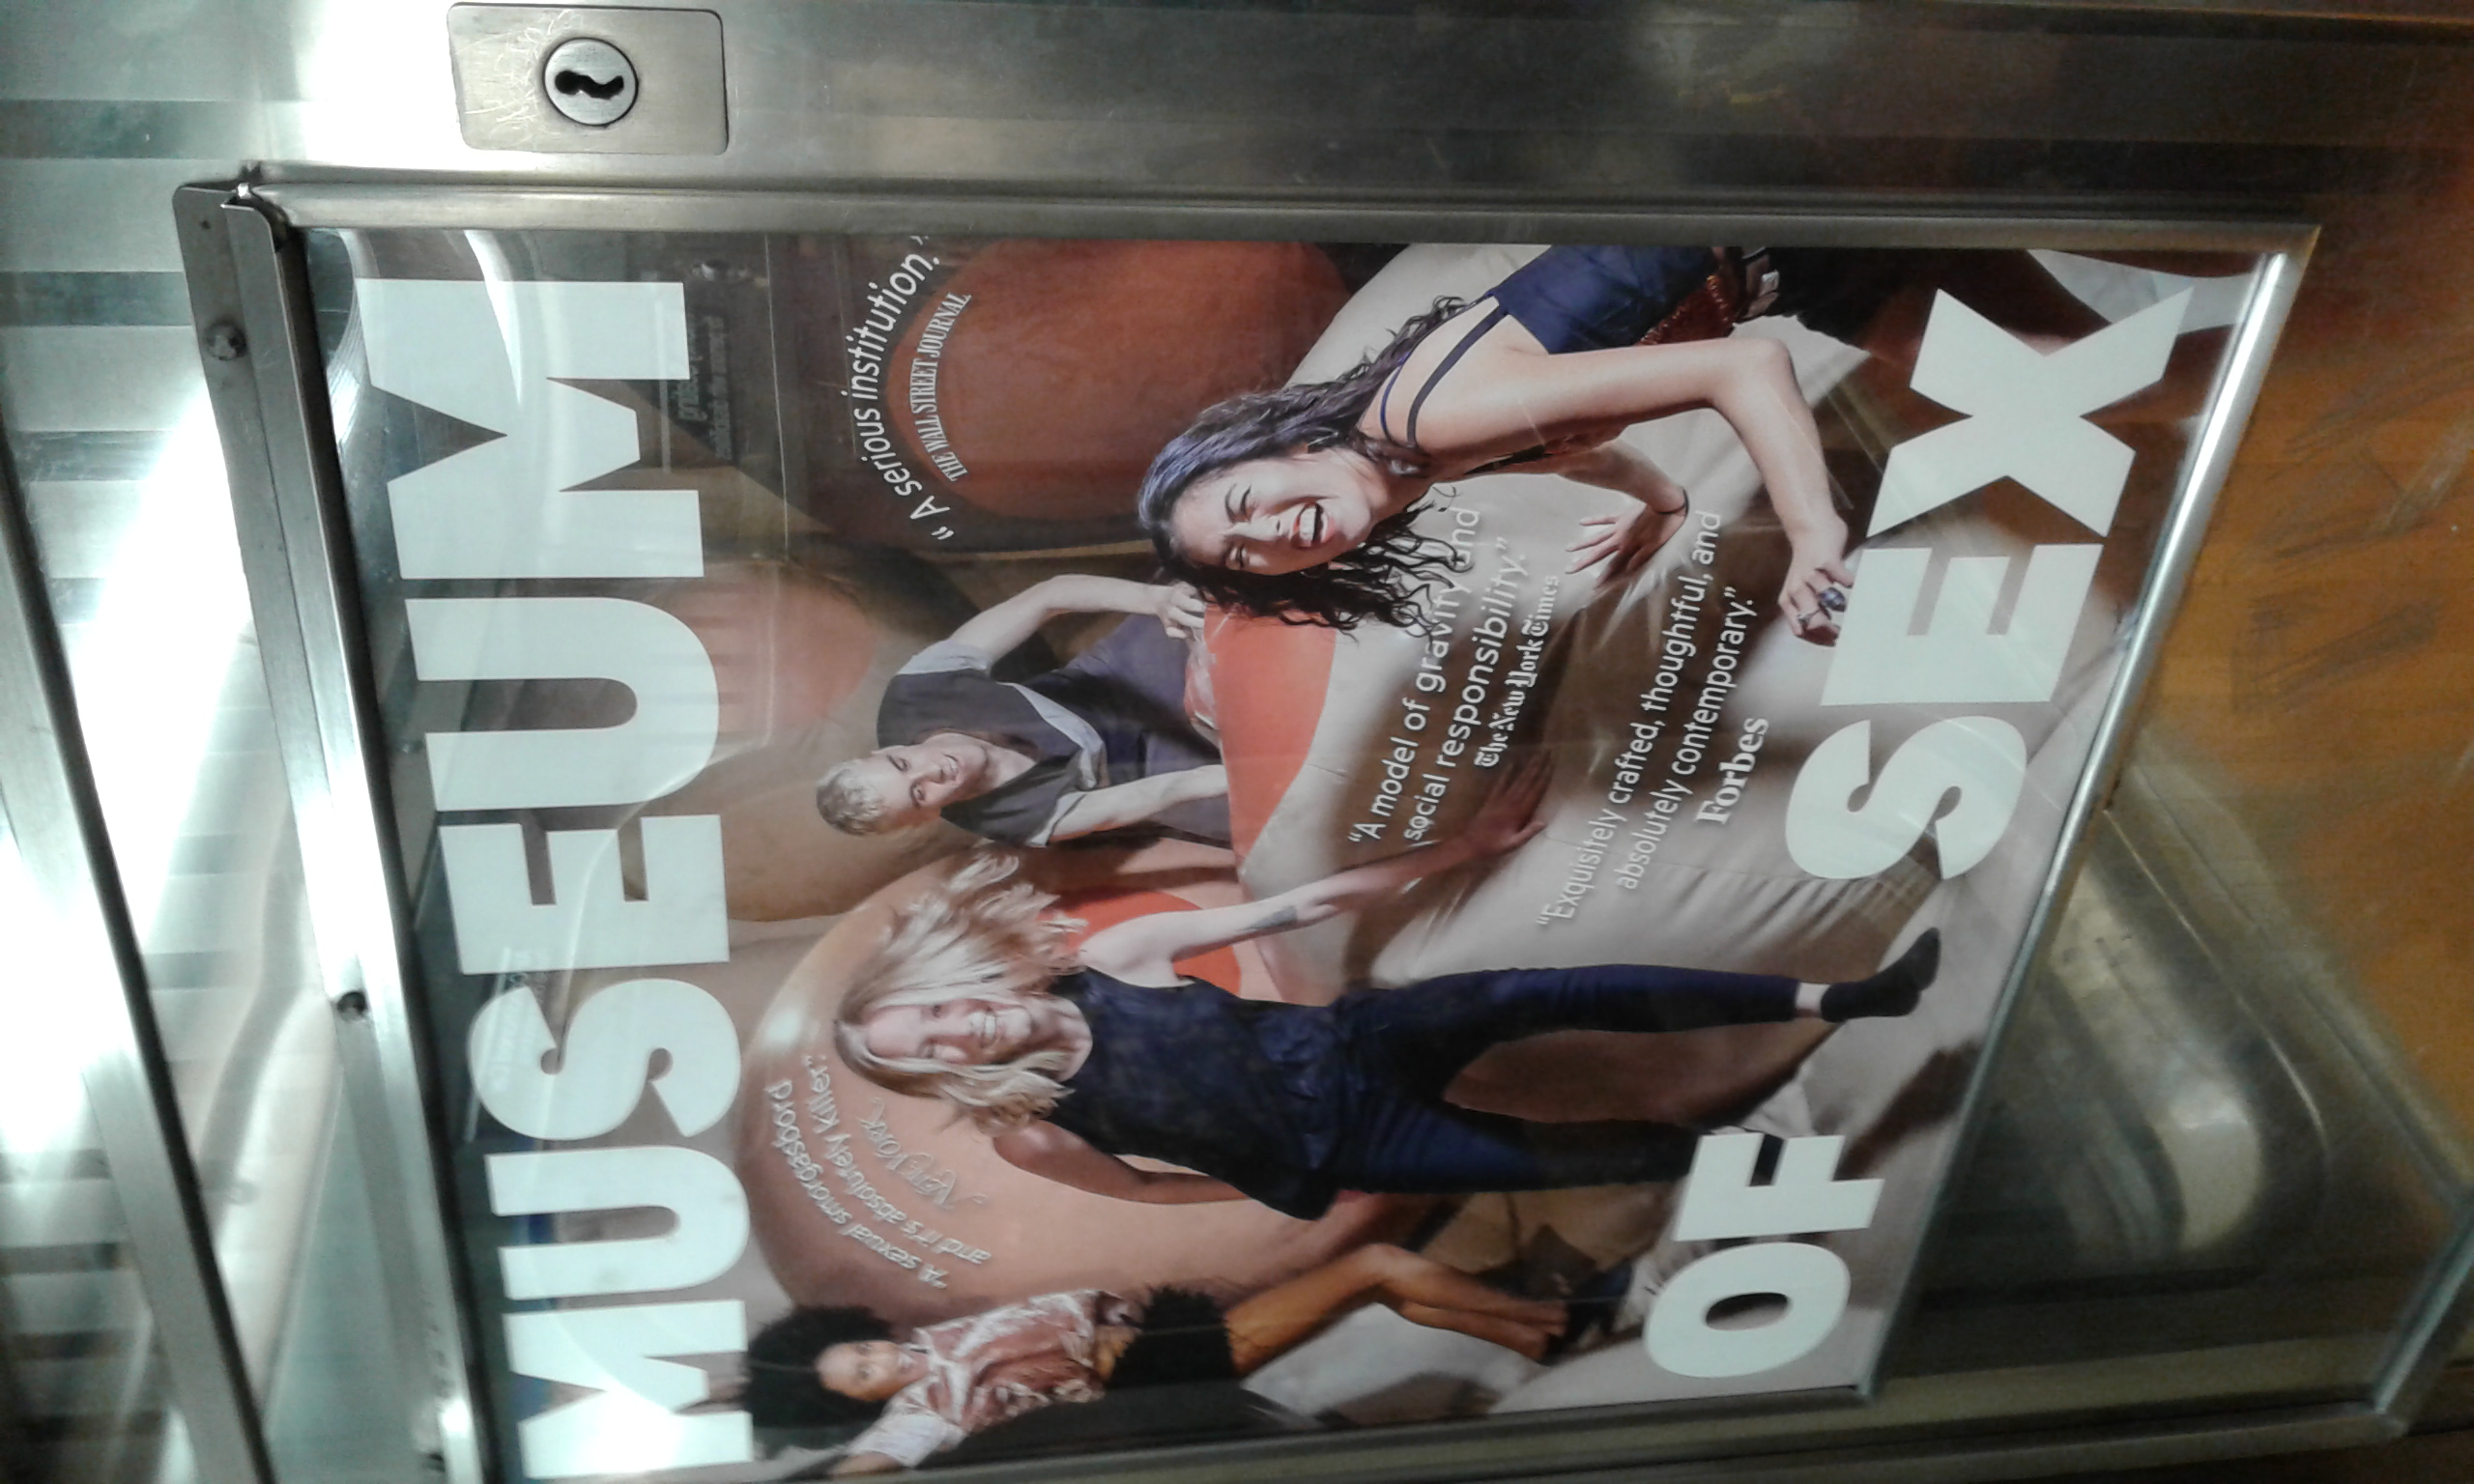 MUSEUM
"A sexual smorgasbord
and it's absolutely killer."
NEW YORK
"A serious institution."
THE WALL STREET JOURNAL
"A model of gravity and
social responsibility."
The New York Times
"Exquisitely crafted, thoughtful, and
absolutely contemporary."
Forbes
OF SEX